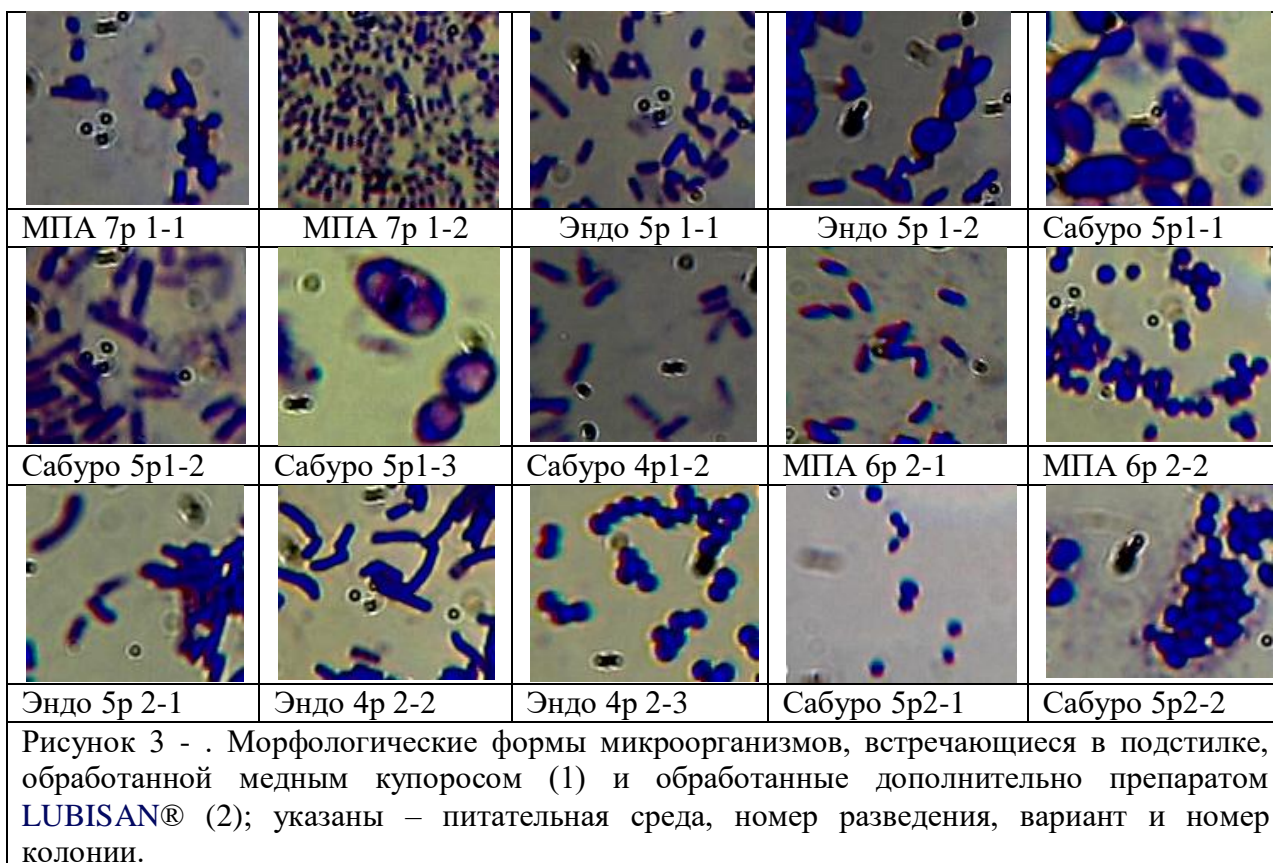 МПА 7р 1-1 МПА 7р 1-2 Эндо 5р 1-1 Эндо 5р 1-2 Сабуро 5р1-1
Сабуро 5р1-2 Сабуро 5р1-3 Сабуро 4р1-2 МПА 6р 2-1 МПА 6р 2-2
Эндо 5р 2-1 Эндо 4р 2-2 Эндо 4р 2-3 Сабуро 5р2-1 Сабуро 5р2-2
Рисунок 3 - . Морфологические формы микроорганизмов, встречающиеся в подстилке,
обработанной медным купоросом (1) и обработанные дополнительно препаратом
LUBISAN® (2); указаны – питательная среда, номер разведения, вариант и номер
колонии.